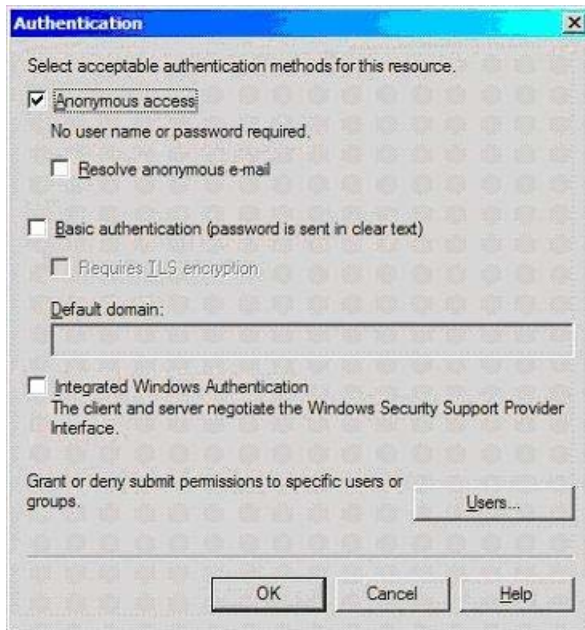 Authentication
Select acceptable authentication methods for this resource.
Anonymous access
No user name or password required.
Resolve anonymous e-mail
Basic authentication (password is sent in clear text)
Requires TLS encryption
Default domain:
Integrated Windows Authentication
The client and server negotiate the Windows Security Support Provider
Interface.
Grant or deny submit permissions to specific users or
groups.
Users...
OK
Cancel
Help